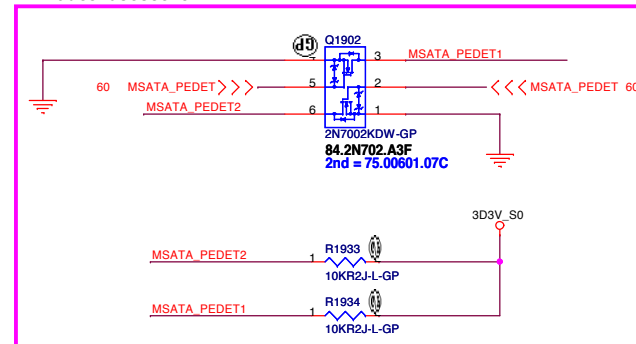 Q1902
4 3 MSATA_PEDET1
60 MSATA_PEDET 5 2 MSATA_PEDET 60
MSATA_PEDET2 6 1
2N7002KDW-GP
84.2N702.A3F
2nd = 75.00601.07C
3D3V_S0
MSATA_PEDET2 1 R1933
10KR2J-L-GP
MSATA_PEDET1 1 R1934
10KR2J-L-GP